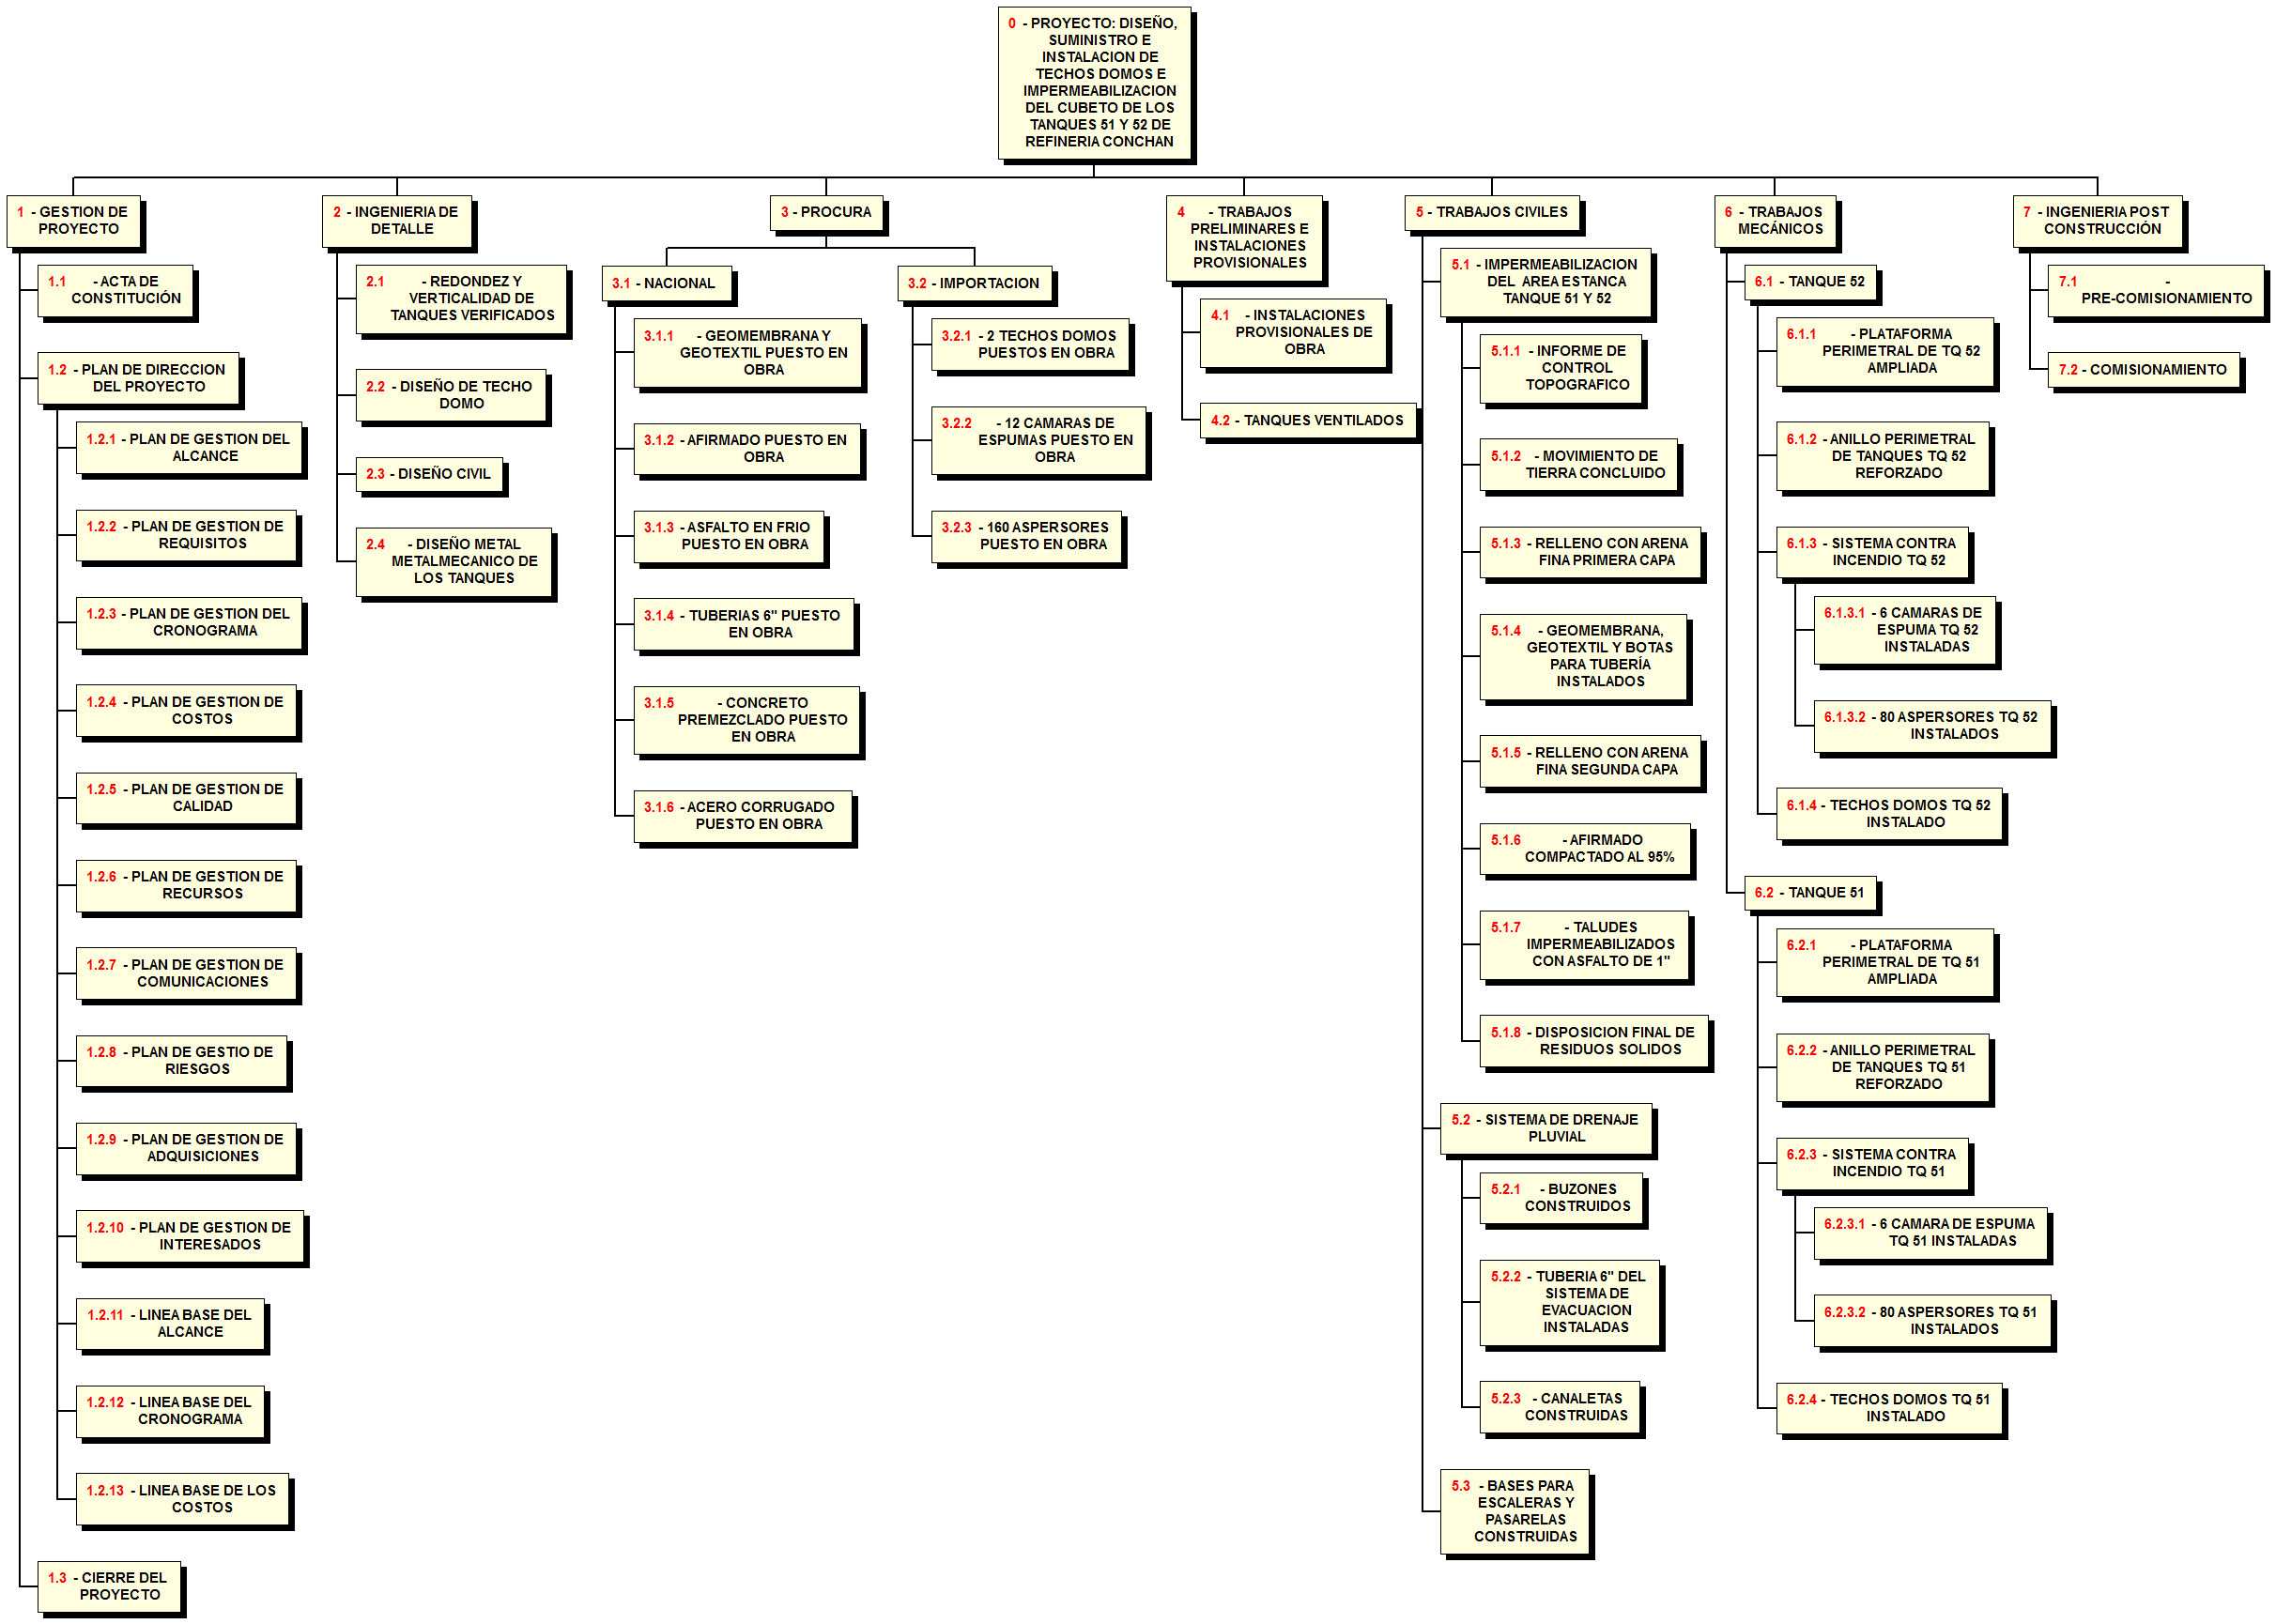 0 - PROYECTO: DISEÑO,
SUMINISTRO E
INSTALACION DE
TECHOS DOMOS E
IMPERMEABILIZACION
DEL CUBETO DE LOS
TANQUES 51 Y 52 DE
REFINERIA CONCHAN
1 - GESTION DE
PROYECTO
1.1 - ACTA DE
CONSTITUCIÓN
1.2 - PLAN DE DIRECCION
DEL PROYECTO
1.2.1 - PLAN DE GESTION DEL
ALCANCE
1.2.2 - PLAN DE GESTION DE
REQUISITOS
1.2.3 - PLAN DE GESTION DEL
CRONOGRAMA
1.2.4 - PLAN DE GESTION DE
COSTOS
1.2.5 - PLAN DE GESTION DE
CALIDAD
1.2.6 - PLAN DE GESTION DE
RECURSOS
1.2.7 - PLAN DE GESTION DE
COMUNICACIONES
1.2.8 - PLAN DE GESTIO DE
RIESGOS
1.2.9 - PLAN DE GESTION DE
ADQUISICIONES
1.2.10 - PLAN DE GESTION DE
INTERESADOS
1.2.11 - LINEA BASE DEL
ALCANCE
1.2.12 - LINEA BASE DEL
CRONOGRAMA
1.2.13 - LINEA BASE DE LOS
COSTOS
1.3 - CIERRE DEL
PROYECTO
2 - INGENIERIA DE
DETALLE
2.1 - REDONDEZ Y
VERTICALIDAD DE
TANQUES VERIFICADOS
2.2 - DISEÑO DE TECHO
DOMO
2.3 - DISEÑO CIVIL
2.4 - DISEÑO METAL
METALMECANICO DE
LOS TANQUES
3 - PROCURA
3.1 - NACIONAL
3.1.1 - GEOMEMBRANA Y
GEOTEXTIL PUESTO EN
OBRA
3.1.2 - AFIRMADO PUESTO EN
OBRA
3.1.3 - ASFALTO EN FRIO
PUESTO EN OBRA
3.1.4 - TUBERIAS 6" PUESTO
EN OBRA
3.1.5 - CONCRETO
PREMEZCLADO PUESTO
EN OBRA
3.1.6 - ACERO CORRUGADO
PUESTO EN OBRA
3.2 - IMPORTACION
3.2.1 - 2 TECHOS DOMOS
PUESTOS EN OBRA
3.2.2 - 12 CAMARAS DE
ESPUMAS PUESTO EN
OBRA
3.2.3 - 160 ASPERSORES
PUESTO EN OBRA
4 - TRABAJOS
PRELIMINARES E
INSTALACIONES
PROVISIONALES
4.1 - INSTALACIONES
PROVISIONALES DE
OBRA
4.2 - TANQUES VENTILADOS
5 - TRABAJOS CIVILES
5.1 - IMPERMEABILIZACION
DEL AREA ESTANCA
TANQUE 51 Y 52
5.1.1 - INFORME DE
CONTROL
TOPOGRAFICO
5.1.2 - MOVIMIENTO DE
TIERRA CONCLUIDO
5.1.3 - RELLENO CON ARENA
FINA PRIMERA CAPA
5.1.4 - GEOMEMBRANA,
GEOTEXTIL Y BOTAS
PARA TUBERÍA
INSTALADOS
5.1.5 - RELLENO CON ARENA
FINA SEGUNDA CAPA
5.1.6 - AFIRMADO
COMPACTADO AL 95%
5.1.7 - TALUDES
IMPERMEABILIZADOS
CON ASFALTO DE 1"
5.1.8 - DISPOSICION FINAL DE
RESIDUOS SOLIDOS
5.2 - SISTEMA DE DRENAJE
PLUVIAL
5.2.1 - BUZONES
CONSTRUIDOS
5.2.2 - TUBERIA 6" DEL
SISTEMA DE
EVACUACION
INSTALADAS
5.2.3 - CANALETAS
CONSTRUIDAS
5.3 - BASES PARA
ESCALERAS Y
PASARELAS
CONSTRUIDAS
6 - TRABAJOS
MECÁNICOS
6.1 - TANQUE 52
6.1.1 - PLATAFORMA
PERIMETRAL DE TQ 52
AMPLIADA
6.1.2 - ANILLO PERIMETRAL
DE TANQUES TQ 52
REFORZADO
6.1.3 - SISTEMA CONTRA
INCENDIO TQ 52
6.1.3.1 - 6 CAMARAS DE
ESPUMA TQ 52
INSTALADAS
6.1.3.2 - 80 ASPERSORES TQ 52
INSTALADOS
6.1.4 - TECHOS DOMOS TQ 52
INSTALADO
6.2 - TANQUE 51
6.2.1 - PLATAFORMA
PERIMETRAL DE TQ 51
AMPLIADA
6.2.2 - ANILLO PERIMETRAL
DE TANQUES TQ 51
REFORZADO
6.2.3 - SISTEMA CONTRA
INCENDIO TQ 51
6.2.3.1 - 6 CAMARA DE ESPUMA
TQ 51 INSTALADAS
6.2.3.2 - 80 ASPERSORES TQ 51
INSTALADOS
6.2.4 - TECHOS DOMOS TQ 51
INSTALADO
7 - INGENIERIA POST
CONSTRUCCIÓN
7.1 -
PRE-COMISIONAMIENTO
7.2 - COMISIONAMIENTO